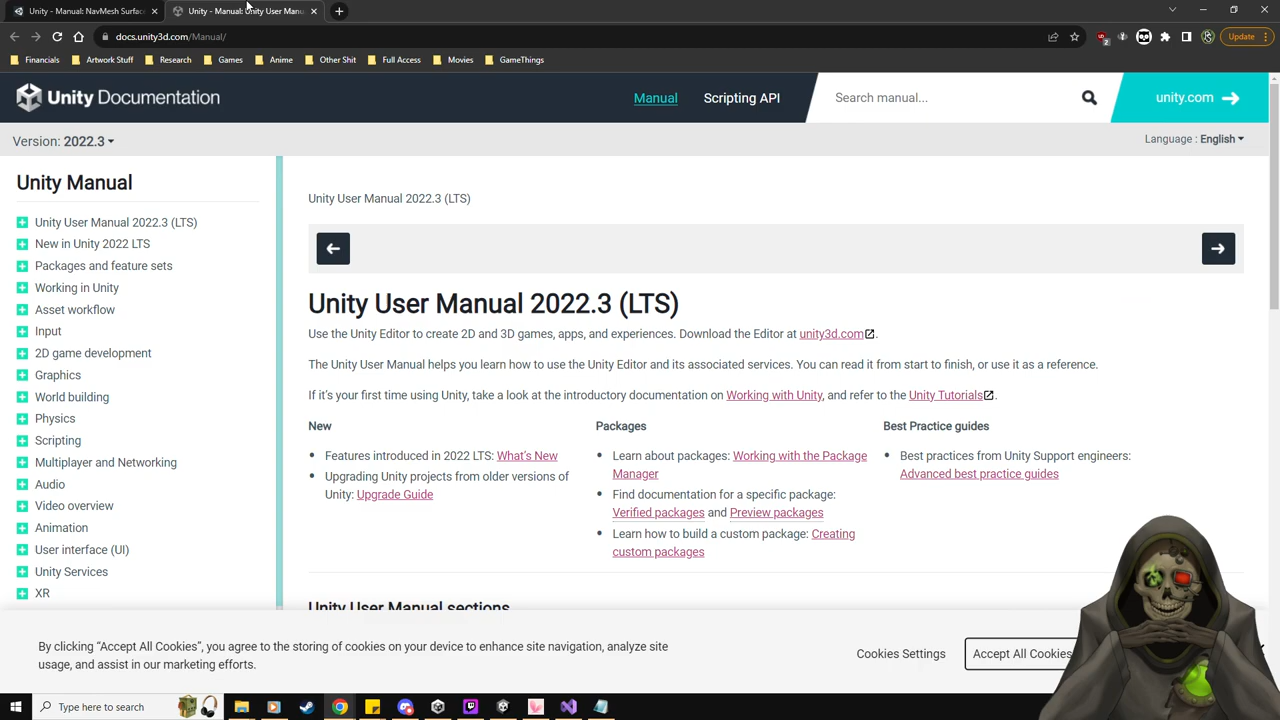 Unity - Manual: NavMesh Surfac
Unity - Manual: Unity User Manu
docs.unity3d.com/Manual/
2
Update
Financials
Artwork Stuff
Research
Games
Anime
Other Shit
Full Access
Movies
GameThings
Unity Documentation
Manual
Scripting API
Search manual...
unity.com
Version: 2022.3
Language : English
Unity Manual
Unity User Manual 2022.3 (LTS)
New in Unity 2022 LTS
Packages and feature sets
Working in Unity
Asset workflow
Input
2D game development
Graphics
World building
Physics
Scripting
Multiplayer and Networking
Audio
Video overview
Animation
User interface (UI)
Unity Services
XR
Unity User Manual 2022.3 (LTS)
Unity User Manual 2022.3 (LTS)
Use the Unity Editor to create 2D and 3D games, apps, and experiences. Download the Editor at unity3d.com.
The Unity User Manual helps you learn how to use the Unity Editor and its associated services. You can read it from start to finish, or use it as a reference.
If it's your first time using Unity, take a look at the introductory documentation on Working with Unity, and refer to the Unity Tutorials.
New
Features introduced in 2022 LTS: What's New
Upgrading Unity projects from older versions of
Unity: Upgrade Guide
Packages
Learn about packages: Working with the Package
Manager
Find documentation for a specific package:
Verified packages and Preview packages
Learn how to build a custom package: Creating
custom packages
Best Practice guides
Best practices from Unity Support engineers:
Advanced best practice guides
Unity User Manual sections
By clicking “Accept All Cookies”, you agree to the storing of cookies on your device to enhance site navigation, analyze site
usage, and assist in our marketing efforts.
Cookies Settings
Accept All Cookies
Type here to search